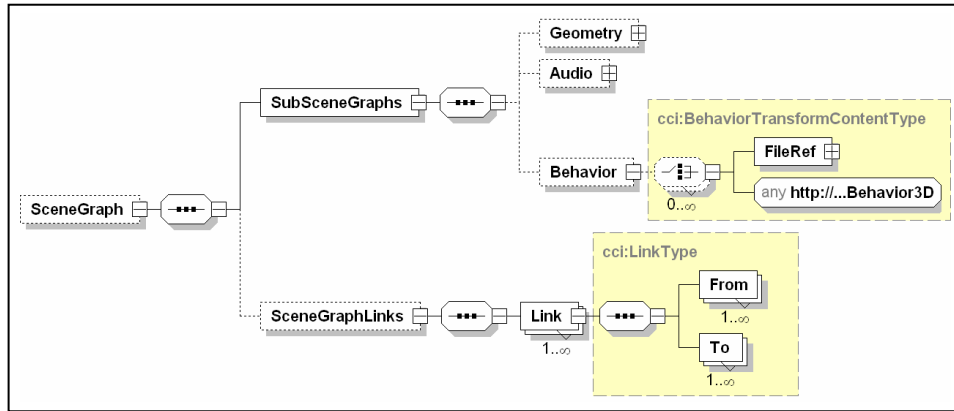 Geometry
Audio
SubSceneGraphs
cci:BehaviorTransformContentType
FileRef
Behavior
any http://...Behavior3D
0..∞
SceneGraph
cci:LinkType
From
1..∞
SceneGraphLinks
Link
1..∞
To
1..∞